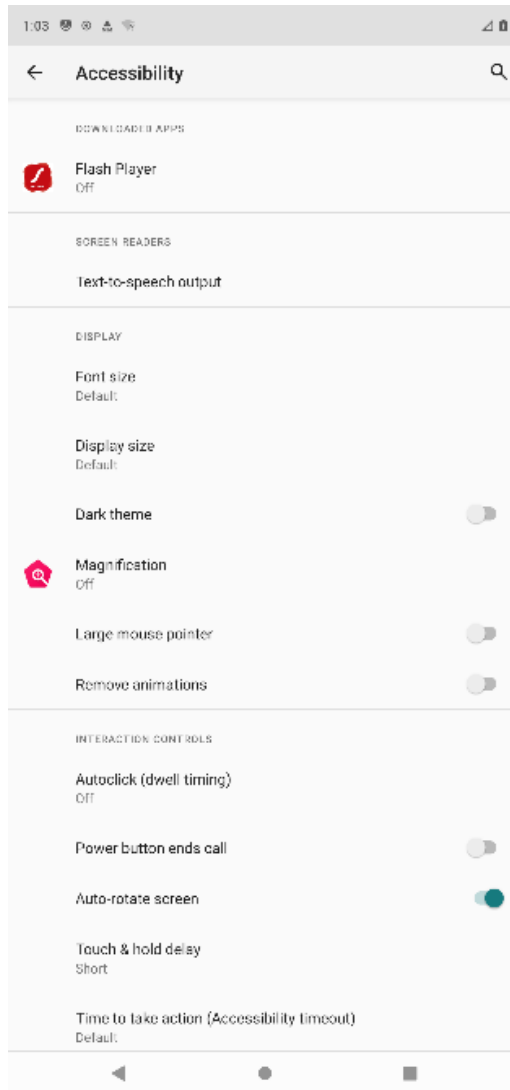 1:03
Accessibility
DOWNLOADED APPS
Flash Player
Off
SCREEN READERS
Text-to-speech output
DISPLAY
Font size
Default
Display size
Default
Dark theme
Magnification
Off
Large mouse pointer
Remove animations
INTERACTION CONTROLS
Autoclick (dwell timing)
Off
Power button ends call
Auto-rotate screen
Touch & hold delay
Short
Time to take action (Accessibility timeout)
Default